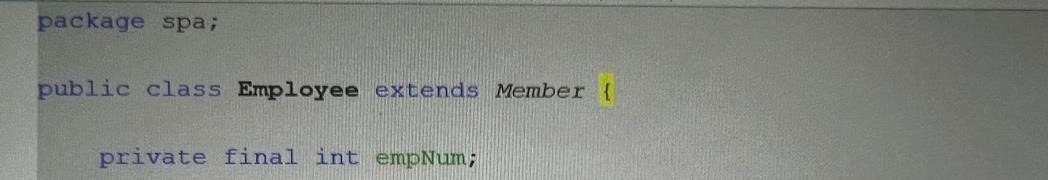 package spa;
public class Employee extends Member {
private final int empNum;